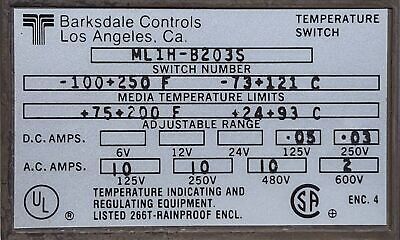 Barksdale Controls
Los Angeles, Ca.
TEMPERATURE
SWITCH
ML1H-B203S
SWITCH NUMBER
-100+250 F -73+121 C
MEDIA TEMPERATURE LIMITS
+75+200 F +24+93 C
ADJUSTABLE RANGE
D.C. AMPS. .05 .03
6V 12V 24V 125V 250V
A.C. AMPS. 10 10 10 2
125V 250V 480V 600V
UL
®
TEMPERATURE INDICATING AND
REGULATING EQUIPMENT.
LISTED 266T-RAINPROOF ENCL.
SA
®
ENC. 4